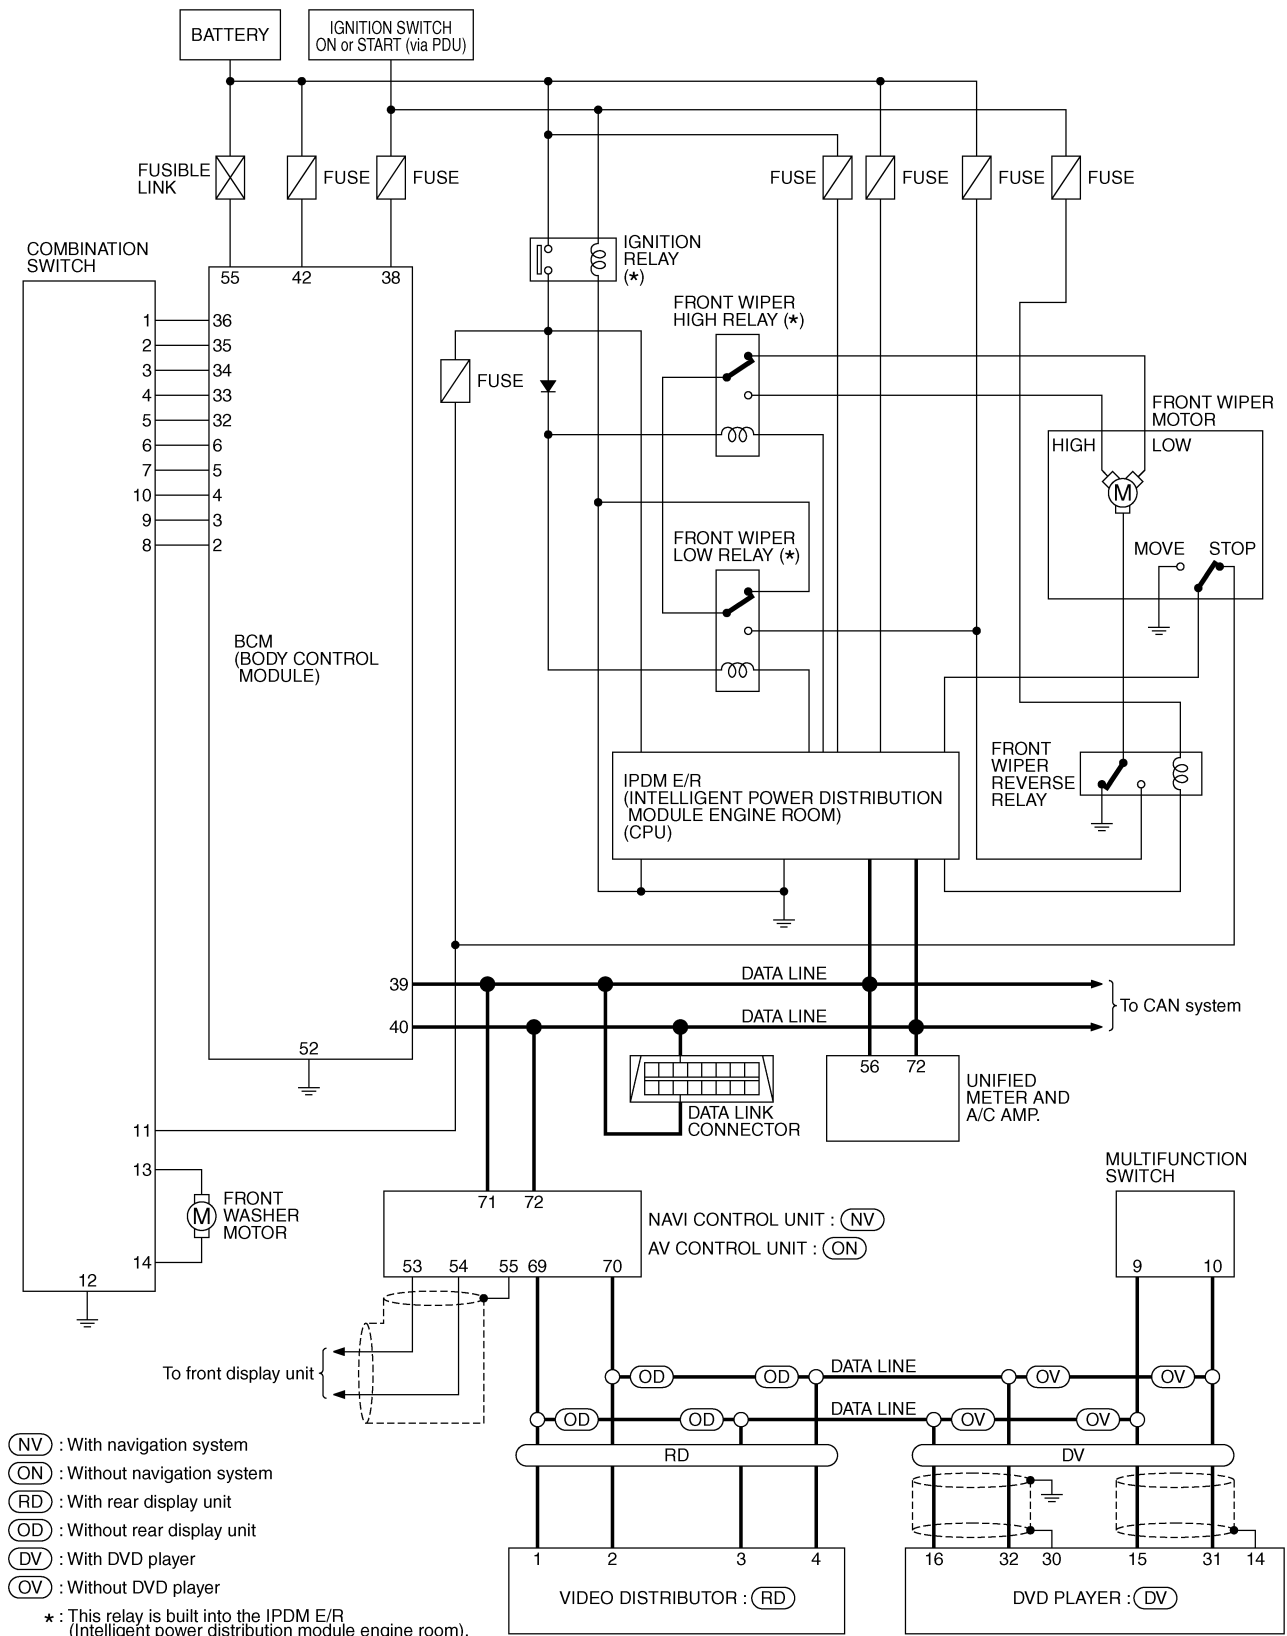 BATTERY
IGNITION SWITCH
ON or START (via PDU)
FUSIBLE
LINK
FUSE
FUSE
FUSE
FUSE
FUSE
FUSE
COMBINATION
SWITCH
55
42
38
IGNITION
RELAY
(*)
FRONT WIPER
HIGH RELAY (*)
1
36
2
35
3
34
4
33
5
32
6
6
7
5
10
4
9
3
8
2
FUSE
FRONT WIPER
MOTOR
HIGH
LOW
M
MOVE
STOP
FRONT WIPER
LOW RELAY (*)
BCM
(BODY CONTROL
MODULE)
FRONT
WIPER
REVERSE
RELAY
IPDM E/R
(INTELLIGENT POWER DISTRIBUTION
MODULE ENGINE ROOM)
(CPU)
39
DATA LINE
40
DATA LINE
To CAN system
52
56
72
UNIFIED
METER AND
A/C AMP.
DATA LINK
CONNECTOR
11
13
14
12
M
FRONT
WASHER
MOTOR
71
72
NAVI CONTROL UNIT : NV
AV CONTROL UNIT : ON
53
54
55
69
70
MULTIFUNCTION
SWITCH
9
10
To front display unit
OD
OD
DATA LINE
OV
OV
OD
OD
DATA LINE
OV
OV
RD
DV
NV : With navigation system
ON : Without navigation system
RD : With rear display unit
OD : Without rear display unit
DV : With DVD player
OV : Without DVD player
* : This relay is built into the IPDM E/R
(Intelligent power distribution module engine room).
1
2
3
4
VIDEO DISTRIBUTOR : RD
16
32
30
15
31
14
DVD PLAYER : DV